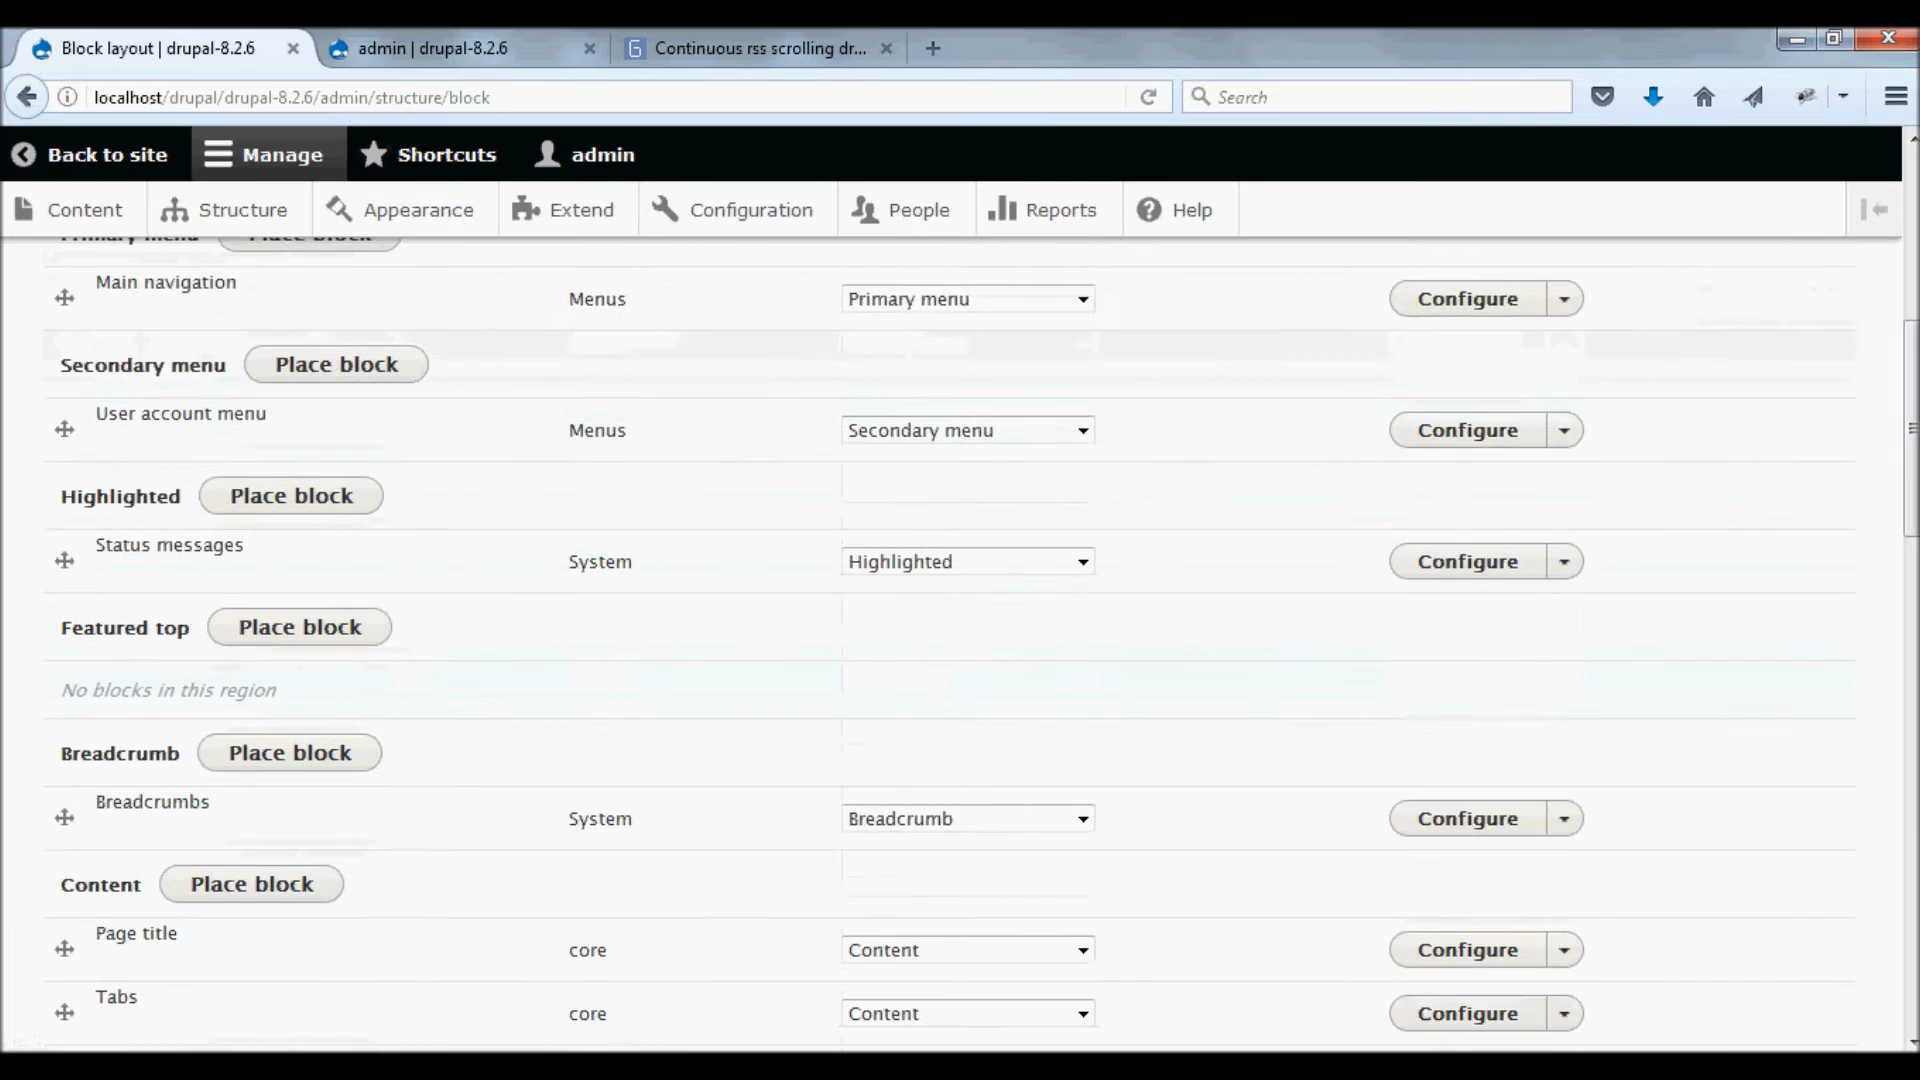 Block layout | drupal-8.2.6
admin | drupal-8.2.6
Continuous rss scrolling dr...
localhost/drupal/drupal-8.2.6/admin/structure/block
Search
Back to site
Manage
Shortcuts
admin
Content
Structure
Appearance
Extend
Configuration
People
Reports
Help
Primary menu Place block
Main navigation Menus Primary menu Configure
Secondary menu Place block
User account menu Menus Secondary menu Configure
Highlighted Place block
Status messages System Highlighted Configure
Featured top Place block
No blocks in this region
Breadcrumb Place block
Breadcrumbs System Breadcrumb Configure
Content Place block
Page title core Content Configure
Tabs core Content Configure